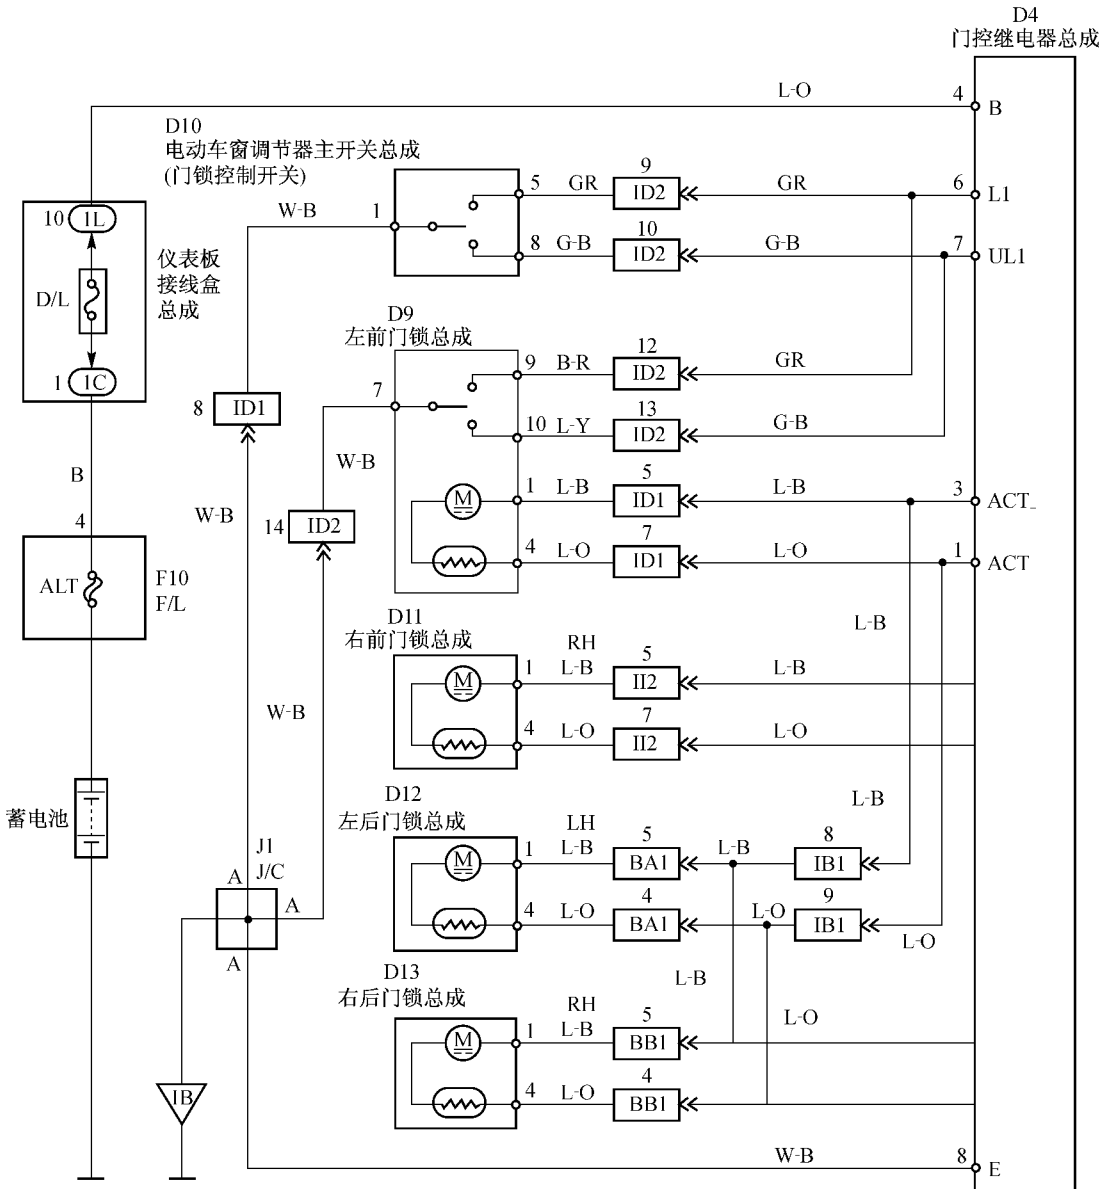 D4
门控继电器总成
L-O
4
B
D10
电动车窗调节器主开关总成
(门锁控制开关)
W-B
1
5
GR
9
ID2
GR
6
L1
8
G-B
10
ID2
G-B
7
UL1
10
1L
D/L
1
1C
仪表板
接线盒
总成
D9
左前门锁总成
7
9
B-R
12
ID2
GR
10
L-Y
13
ID2
G-B
8
ID1
W-B
B
W-B
14
ID2
M
1
L-B
5
ID1
L-B
3
ACT_
4
L-O
7
ID1
L-O
1
ACT
4
ALT
F10
F/L
D11
右前门锁总成
RH
L-B
M
1
L-B
5
II2
L-B
4
L-O
7
II2
L-O
W-B
蓄电池
D12
左后门锁总成
LH
L-B
M
1
L-B
5
BA1
L-B
8
IB1
4
L-O
4
BA1
L-O
9
IB1
L-O
J1
J/C
A
A
A
D13
右后门锁总成
RH
L-B
L-O
M
1
L-B
5
BB1
4
L-O
4
BB1
IB
W-B
8
E